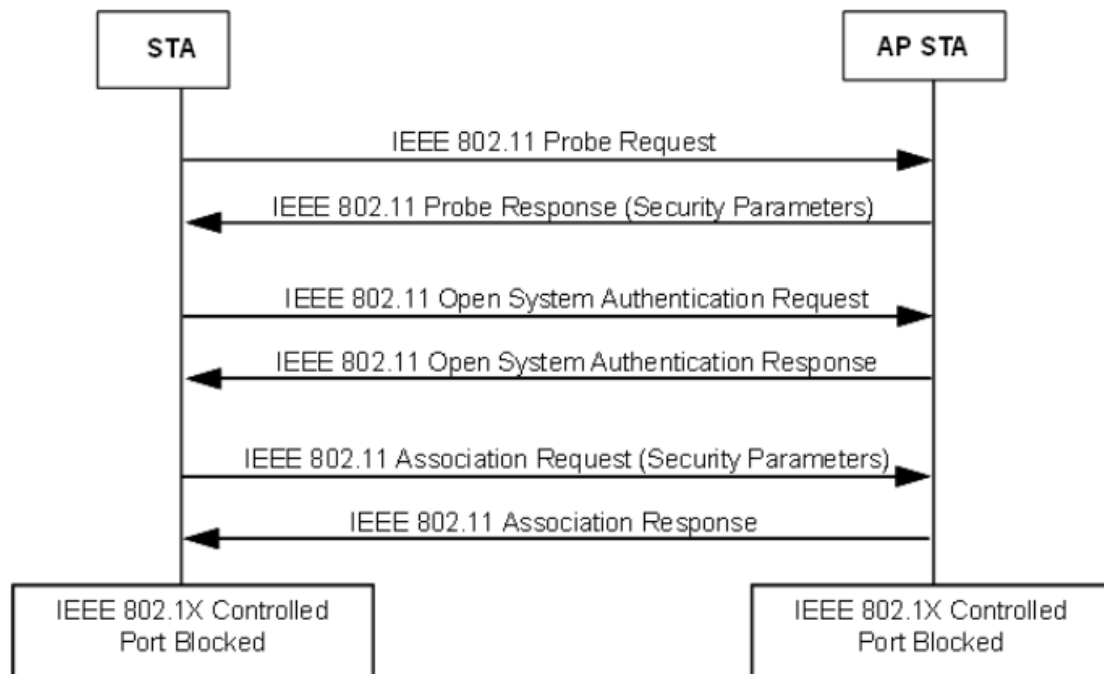 STA
AP STA
IEEE 802.11 Probe Request
IEEE 802.11 Probe Response (Security Parameters)
IEEE 802.11 Open System Authentication Request
IEEE 802.11 Open System Authentication Response
IEEE 802.11 Association Request (Security Parameters)
IEEE 802.11 Association Response
IEEE 802.1X Controlled
Port Blocked
IEEE 802.1X Controlled
Port Blocked